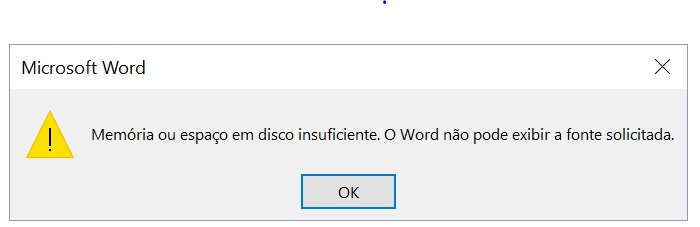 Microsoft Word
Memória ou espaço em disco insuficiente. O Word não pode exibir a fonte solicitada.
OK